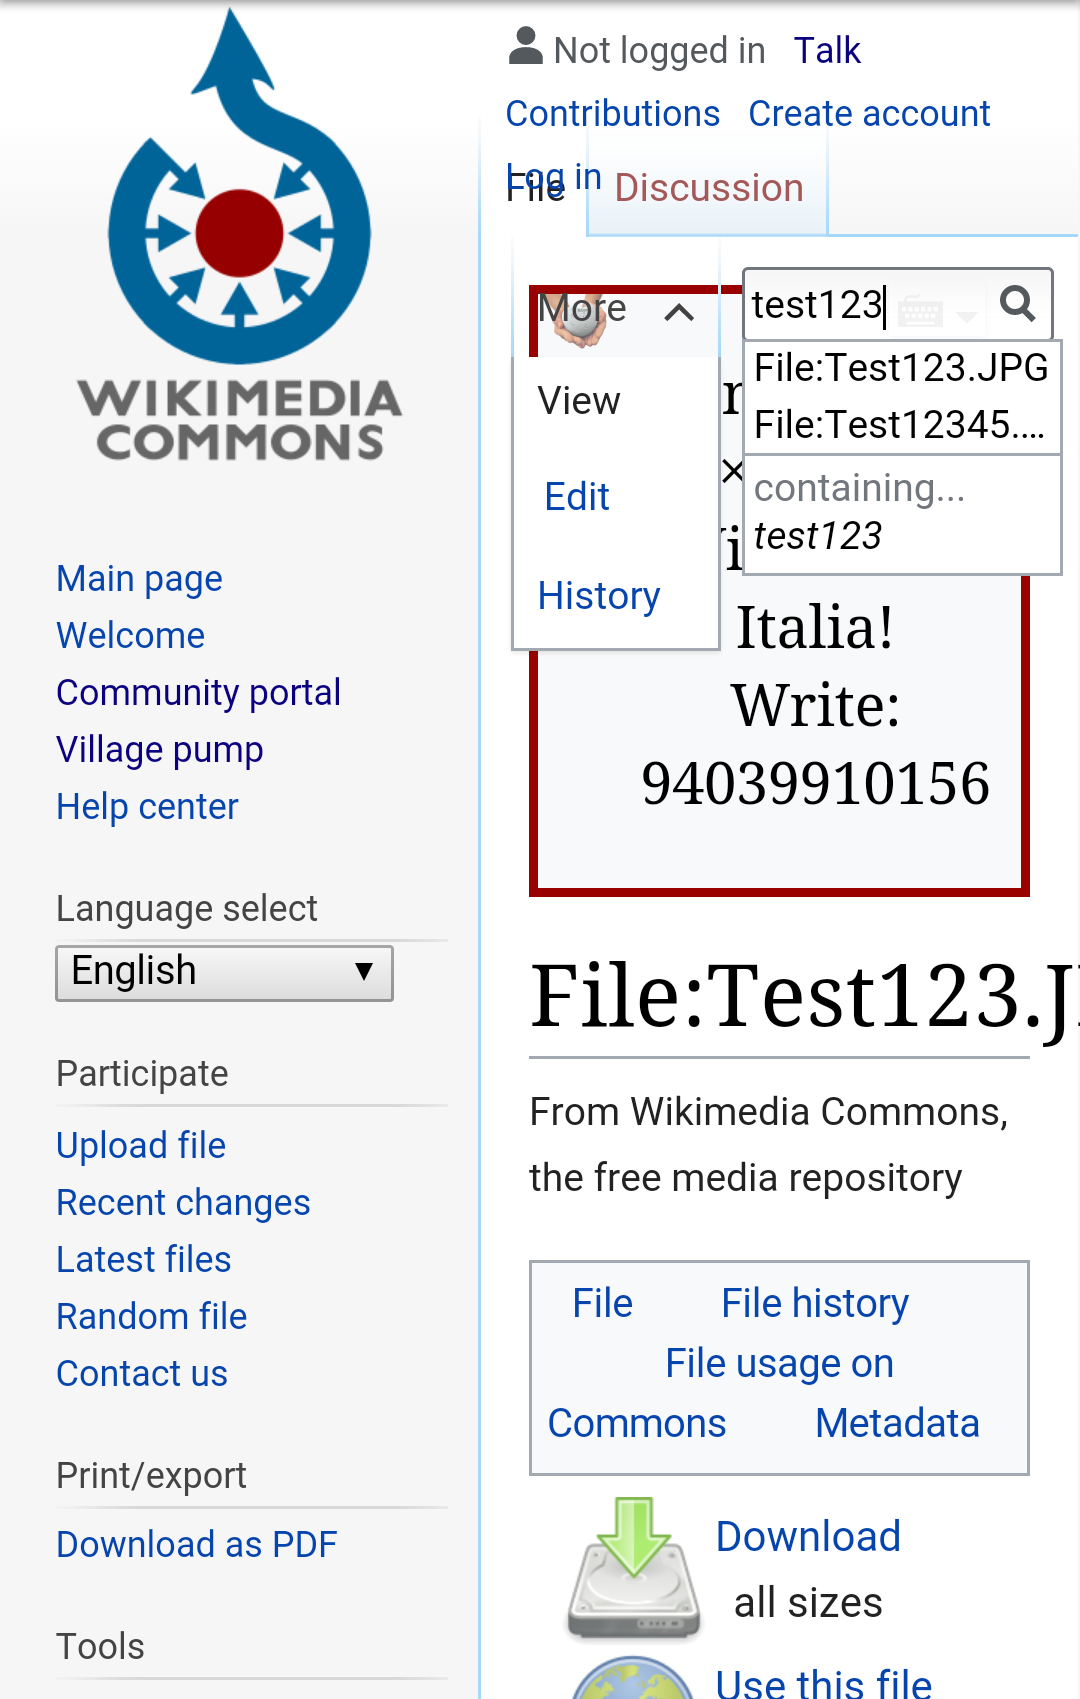 WIKIMEDIA
COMMONS
Main page
Welcome
Community portal
Village pump
Help center
Language select
English
Participate
Upload file
Recent changes
Latest files
Random file
Contact us
Print/export
Download as PDF
Tools
Not logged in Talk
Contributions Create account
Log in
File Discussion
More
View
Edit
History
test123
File:Test123.JPG
File:Test12345....
containing...
test123
Italia!
Write:
94039910156
File:Test123.J
From Wikimedia Commons,
the free media repository
File File history
File usage on
Commons Metadata
Download
all sizes
Use this file